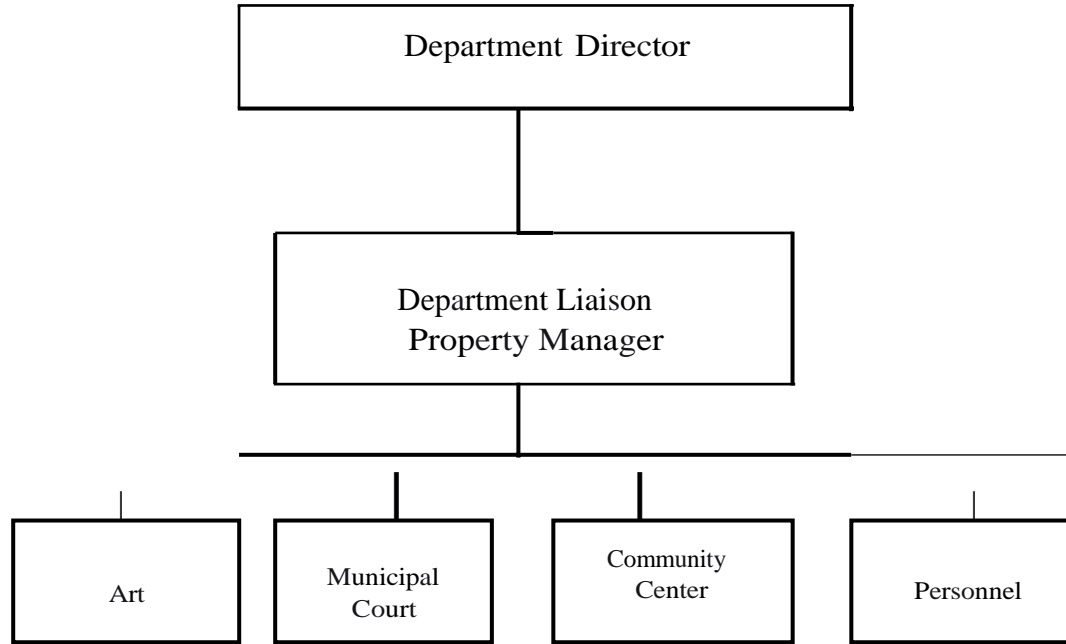 Department Director
Department Liaison
Property Manager
Art
Municipal
Court
Community
Center
Personnel